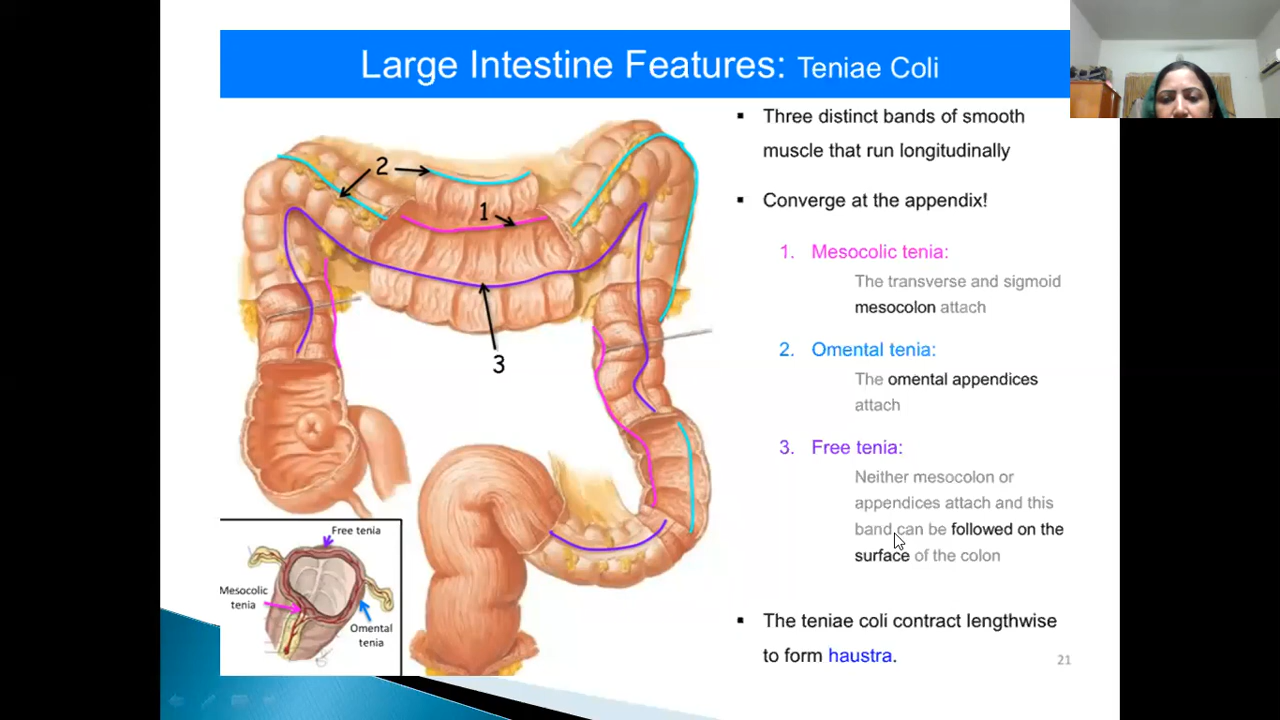 Large Intestine Features: Teniae Coli
2
1
3
Free tenia
Mesocolic
tenia
Omental
tenia
▪ Three distinct bands of smooth
muscle that run longitudinally
▪ Converge at the appendix!
1. Mesocolic tenia:
The transverse and sigmoid
mesocolon attach
2. Omental tenia:
The omental appendices
attach
3. Free tenia:
Neither mesocolon or
appendices attach and this
band can be followed on the
surface of the colon
▪ The teniae coli contract lengthwise
to form haustra.
21